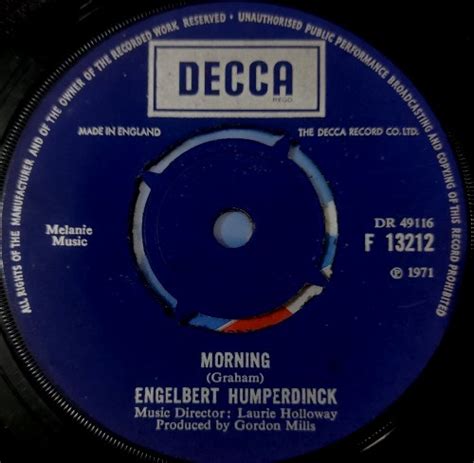 ALL RIGHTS OF THE MANUFACTURER AND OF THE OWNER OF THE RECORDED WORK RESERVED • UNAUTHORISED PUBLIC PERFORMANCE BROADCASTING AND COPYING OF THIS RECORD PROHIBITED
DECCA
REGD
MADE IN ENGLAND
THE DECCA RECORD CO. LTD.
Melanie
Music
DR 49116
F 13212
Ⓟ 1971
MORNING
(Graham)
ENGELBERT HUMPERDINCK
Music Director: Laurie Holloway
Produced by Gordon Mills